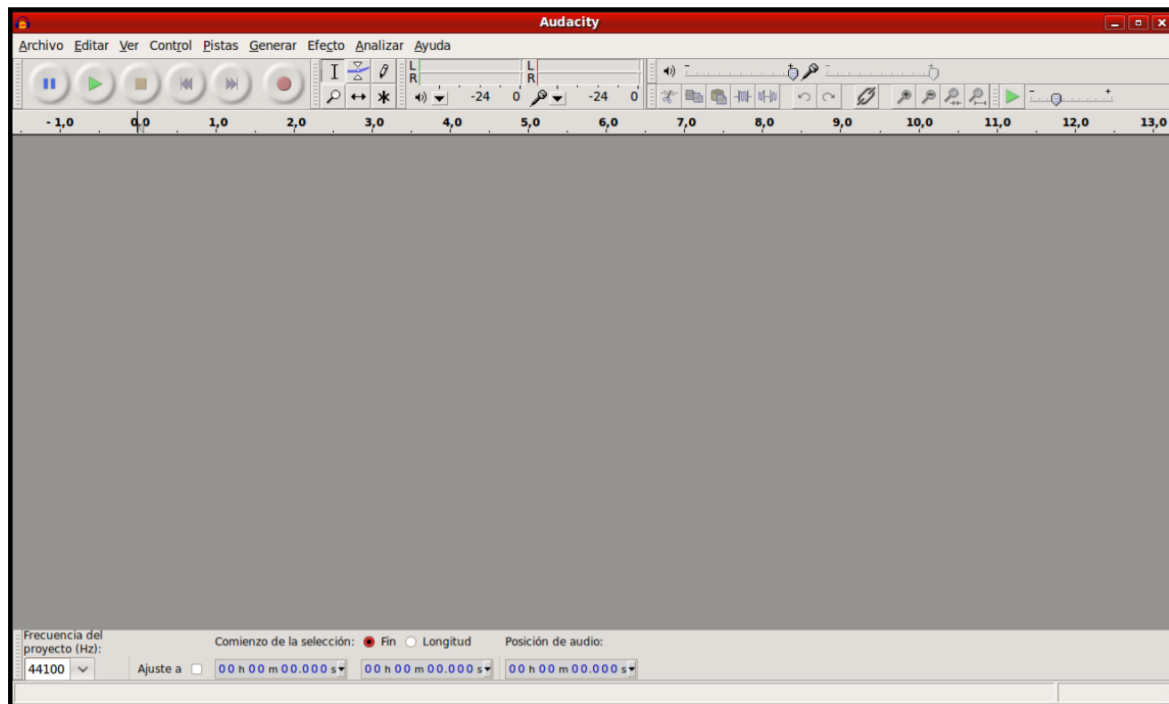 Audacity
Archivo Editar Ver Control Pistas Generar Efecto Analizar Ayuda
L
R
-24 0
L
R
-24 0
- +
- +
- +
- 1,0 0,0 1,0 2,0 3,0 4,0 5,0 6,0 7,0 8,0 9,0 10,0 11,0 12,0 13,0
Frecuencia del
proyecto (Hz):
Comienzo de la selección: Fin Longitud Posición de audio:
44100 Ajuste a 00 h 00 m 00.000 s 00 h 00 m 00.000 s 00 h 00 m 00.000 s